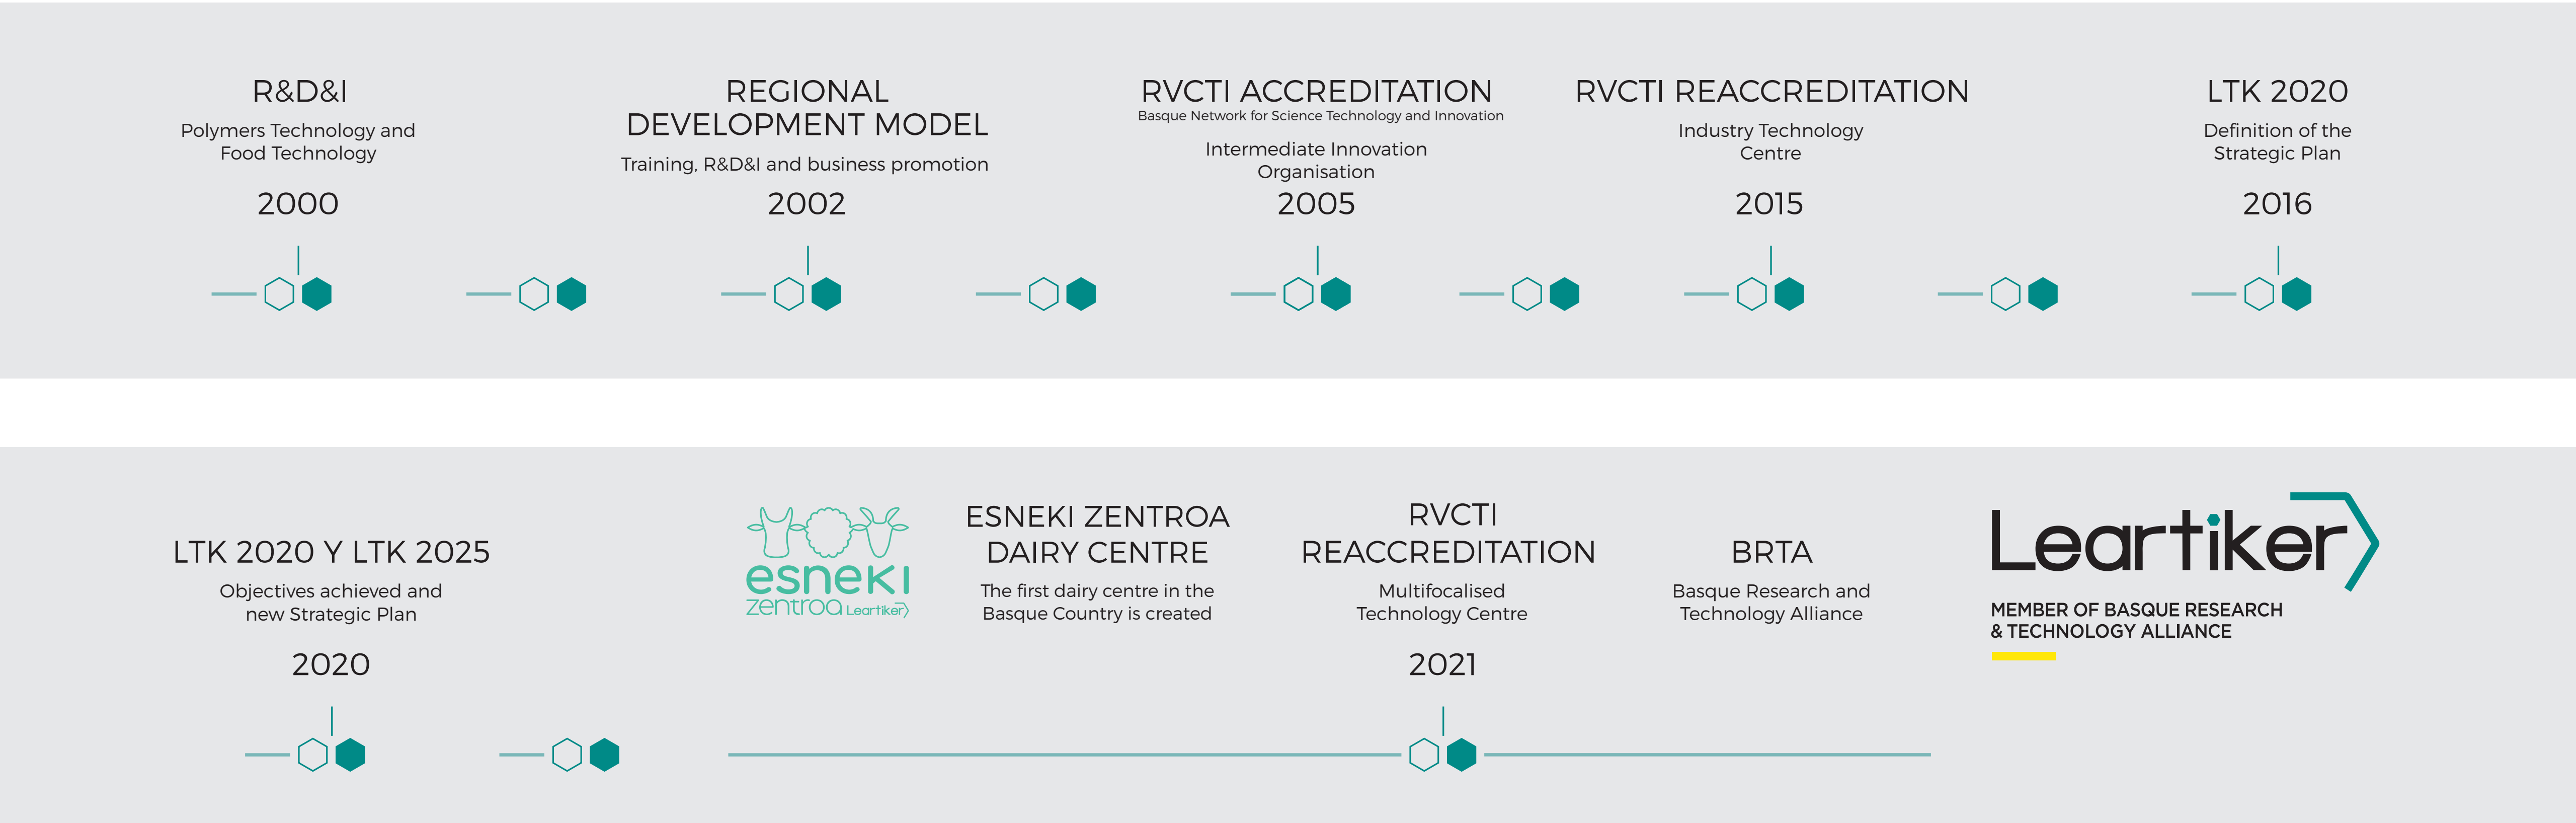 R&D&I
Polymers Technology and
Food Technology
2000
REGIONAL
DEVELOPMENT MODEL
Training, R&D&I and business promotion
2002
RVCTI ACCREDITATION
Basque Network for Science Technology and Innovation
Intermediate Innovation
Organisation
2005
RVCTI REACCREDITATION
Industry Technology
Centre
2015
LTK 2020
Definition of the
Strategic Plan
2016
LTK 2020 Y LTK 2025
Objectives achieved and
new Strategic Plan
2020
esneki
zentroa Leartiker
ESNEKI ZENTROA
DAIRY CENTRE
The first dairy centre in the
Basque Country is created
RVCTI
REACCREDITATION
Multifocalised
Technology Centre
2021
BRTA
Basque Research and
Technology Alliance
Leartiker
MEMBER OF BASQUE RESEARCH
& TECHNOLOGY ALLIANCE